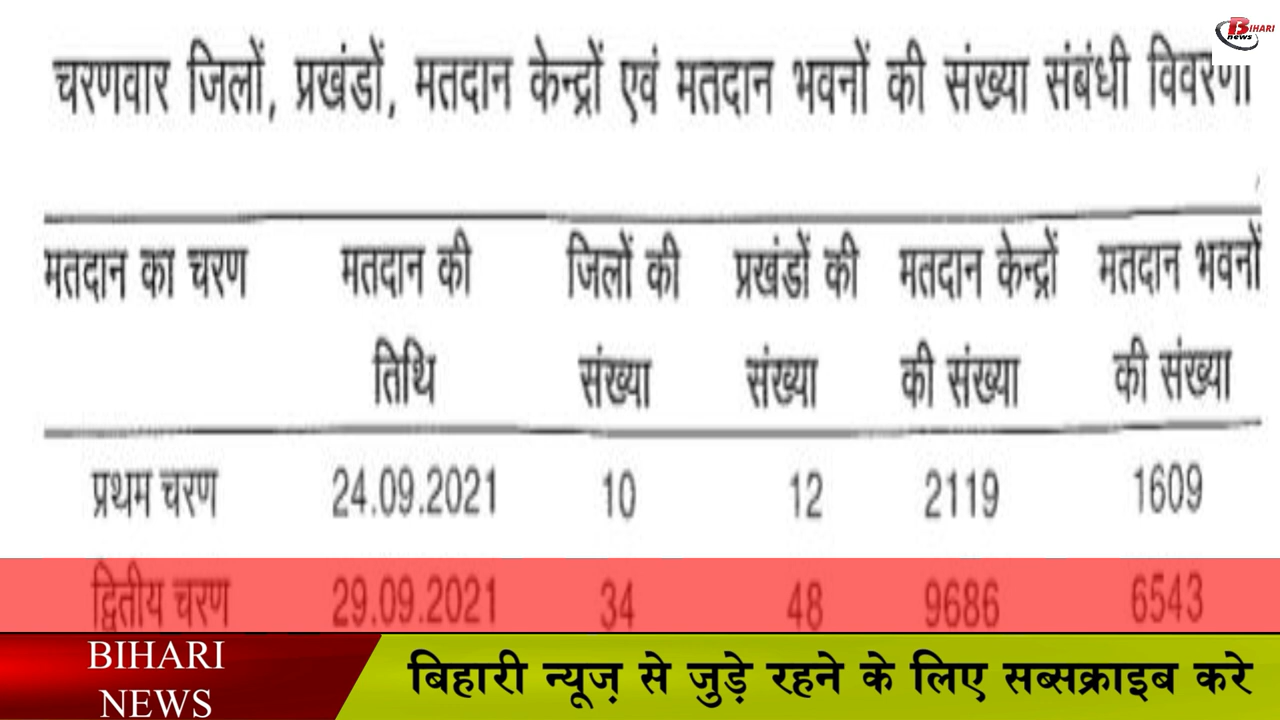 BIHARI
news
चरणवार जिलों, प्रखंडों, मतदान केन्द्रों एवं मतदान भवनों की संख्या संबंधी विवरणी
मतदान का चरण मतदान की जिलों की प्रखंडों की मतदान केन्द्रों मतदान भवनों
तिथि संख्या संख्या की संख्या की संख्या
प्रथम चरण 24.09.2021 10 12 2119 1609
द्वितीय चरण 29.09.2021 34 48 9686 6543
BIHARI
NEWS
बिहारी न्यूज़ से जुड़े रहने के लिए सब्सक्राइब करे